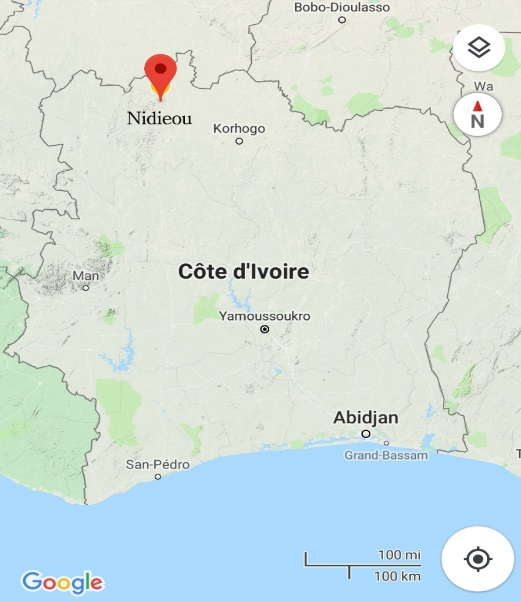 Bobo-Dioulasso
Wa
N
Nidieou
Korhogo
Côte d'Ivoire
Man
Yamoussoukro
Abidjan
Grand-Bassam
San-Pédro
T
100 mi
100 km
Google